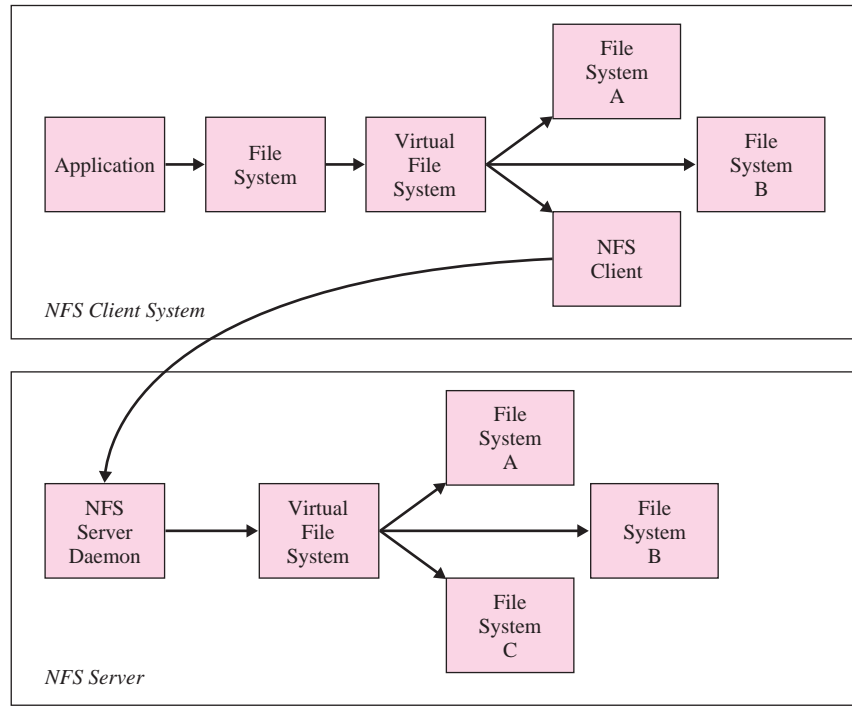 File
System
A
Application
File
System
Virtual
File
System
File
System
B
NFS
Client
NFS Client System
File
System
A
NFS
Server
Daemon
Virtual
File
System
File
System
B
File
System
C
NFS Server